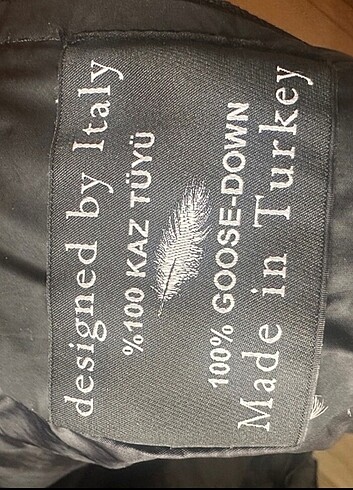 designed by Italy
%100 KAZ TÜYÜ
100% GOOSE-DOWN
Made in Turkey